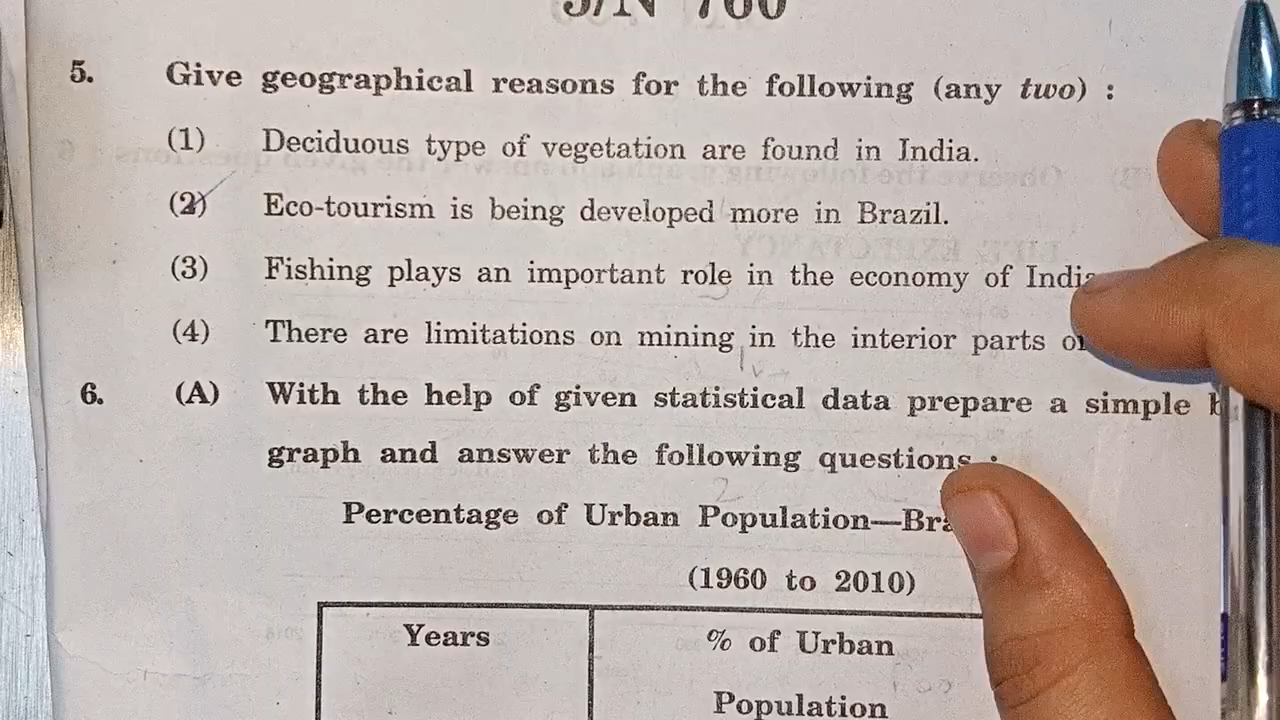 5. Give geographical reasons for the following (any two) :
(1) Deciduous type of vegetation are found in India.
(2) Eco-tourism is being developed more in Brazil.
(3) Fishing plays an important role in the economy of
(4) There are limitations on mining in the interior parts
6. (A) With the help of given statistical data prepare a simple
graph and answer the following questions :
Percentage of Urban Population—
(1960 to 2010)
Years % of Urban
Population